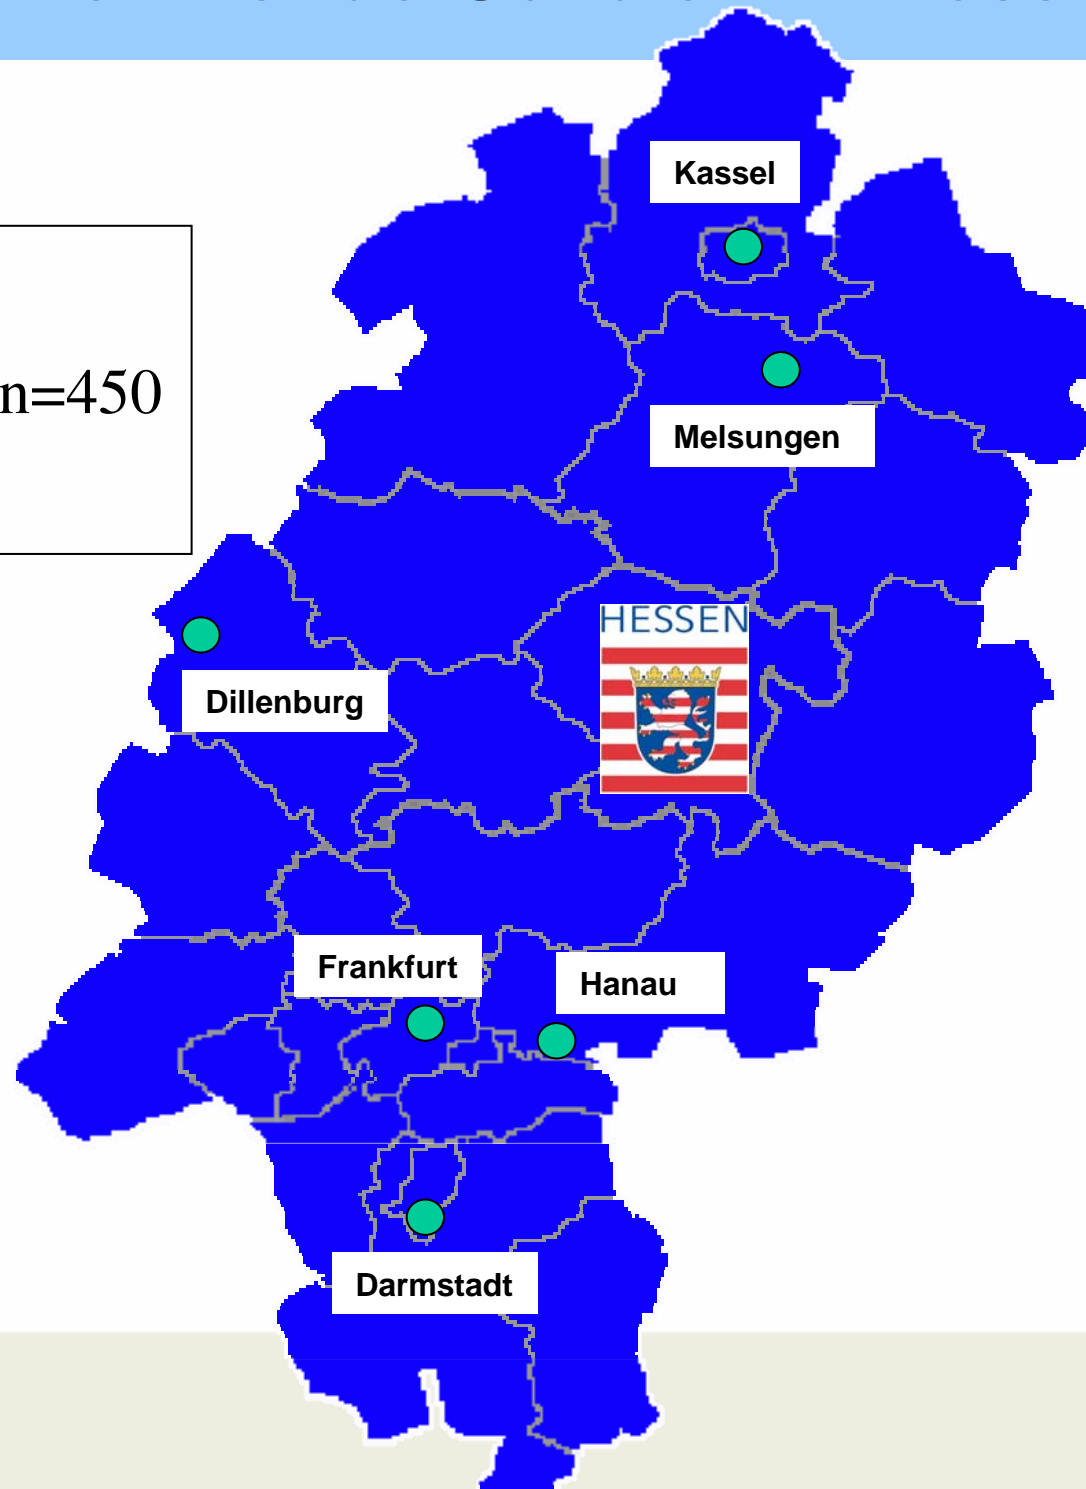 Kassel
n=450
Melsungen
HESSEN
Dillenburg
Frankfurt
Hanau
Darmstadt